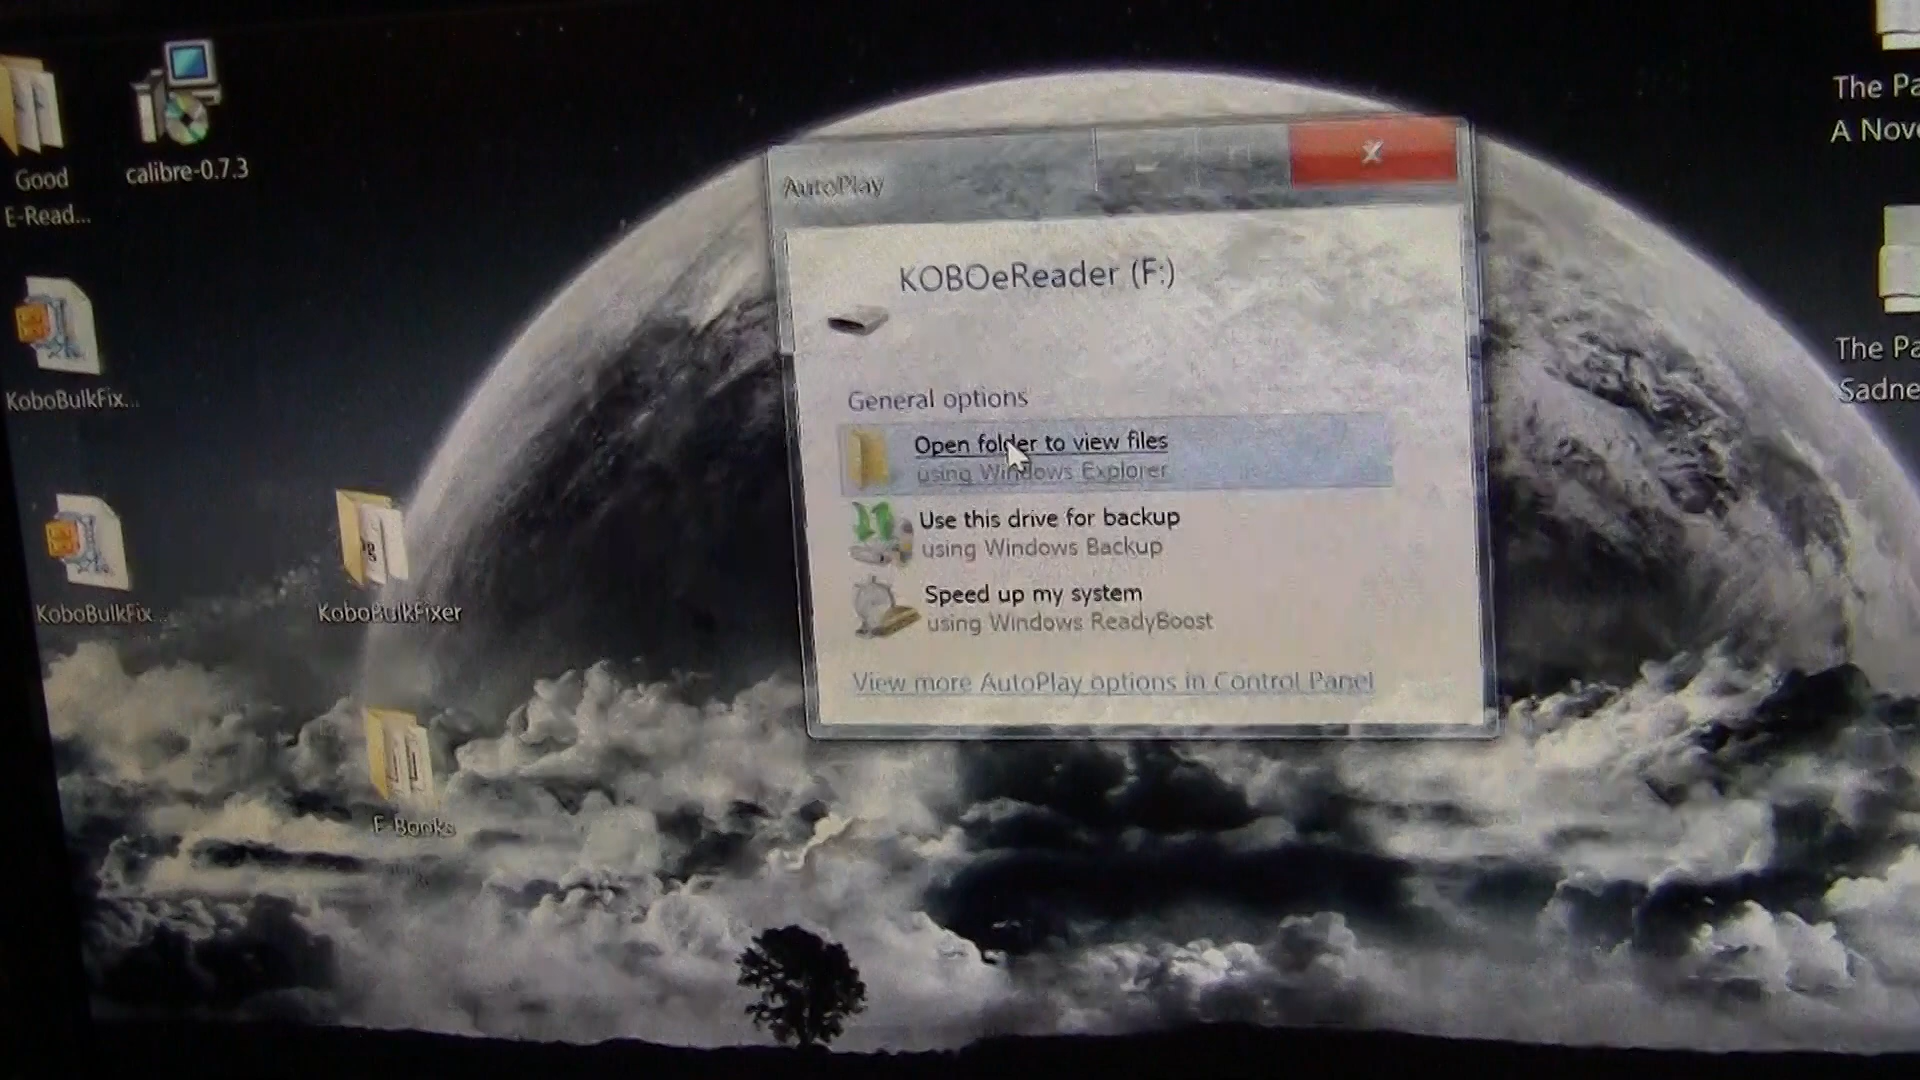 Good
E-Read...
calibre-0.7.3
KoboBulkFix...
KoboBulkFix...
KoboBulkFixer
E-Books
AutoPlay
KOBOeReader (F:)
General options
Open folder to view files
using Windows Explorer
Use this drive for backup
using Windows Backup
Speed up my system
using Windows ReadyBoost
View more AutoPlay options in Control Panel
The Pa
A Nove
The Pa
Sadne